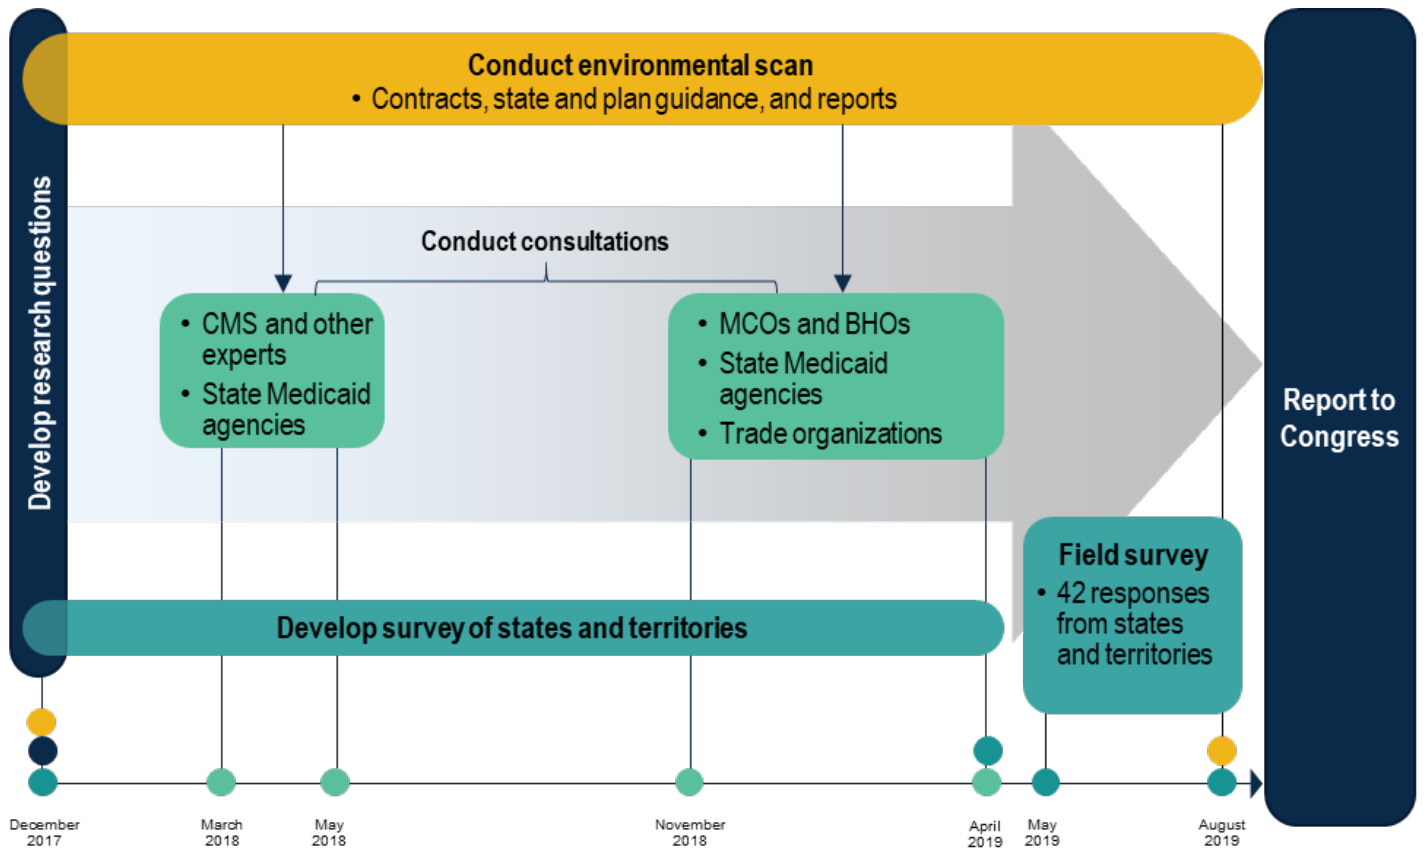 Conduct environmental scan
• Contracts, state and plan guidance, and reports
Develop research questions
Conduct consultations
• CMS and other
experts
• State Medicaid
agencies
• MCOs and BHOs
• State Medicaid
agencies
• Trade organizations
Report to
Congress
Field survey
• 42 responses
from states
and territories
Develop survey of states and territories
December
2017
March
2018
May
2018
November
2018
April
2019
May
2019
August
2019